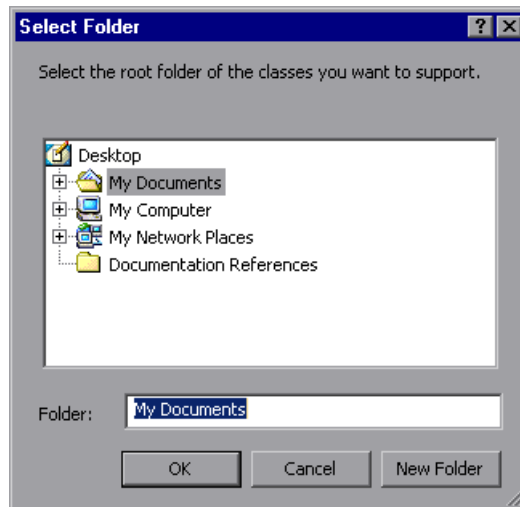 Select Folder
Select the root folder of the classes you want to support.
Desktop
My Documents
My Computer
My Network Places
Documentation References
Folder: My Documents
OK Cancel New Folder